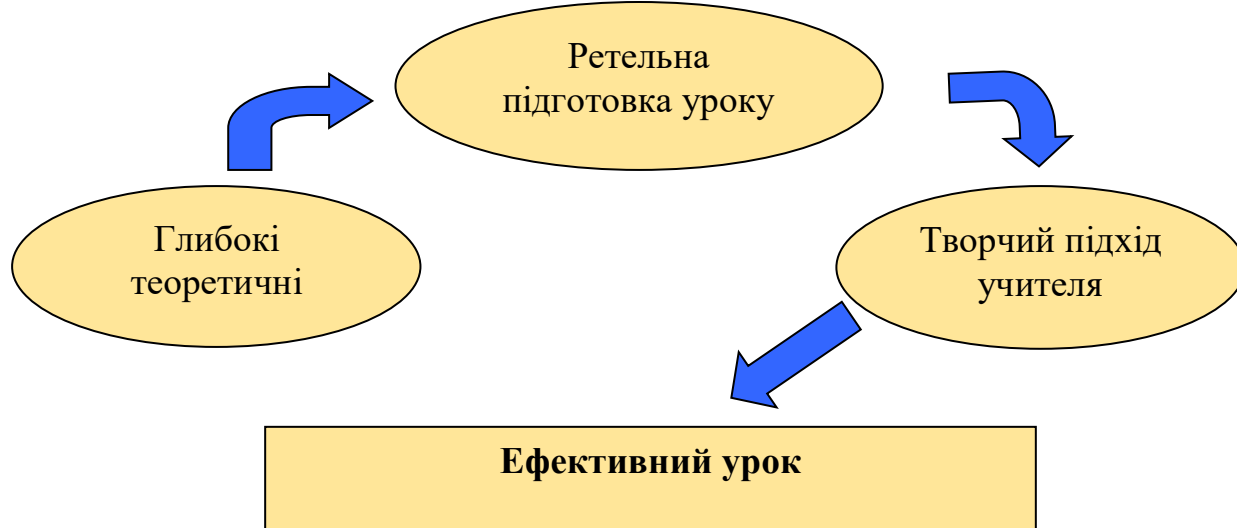 Ретельна
підготовка уроку
Глибокі
теоретичні
Творчий підхід
учителя
Ефективний урок